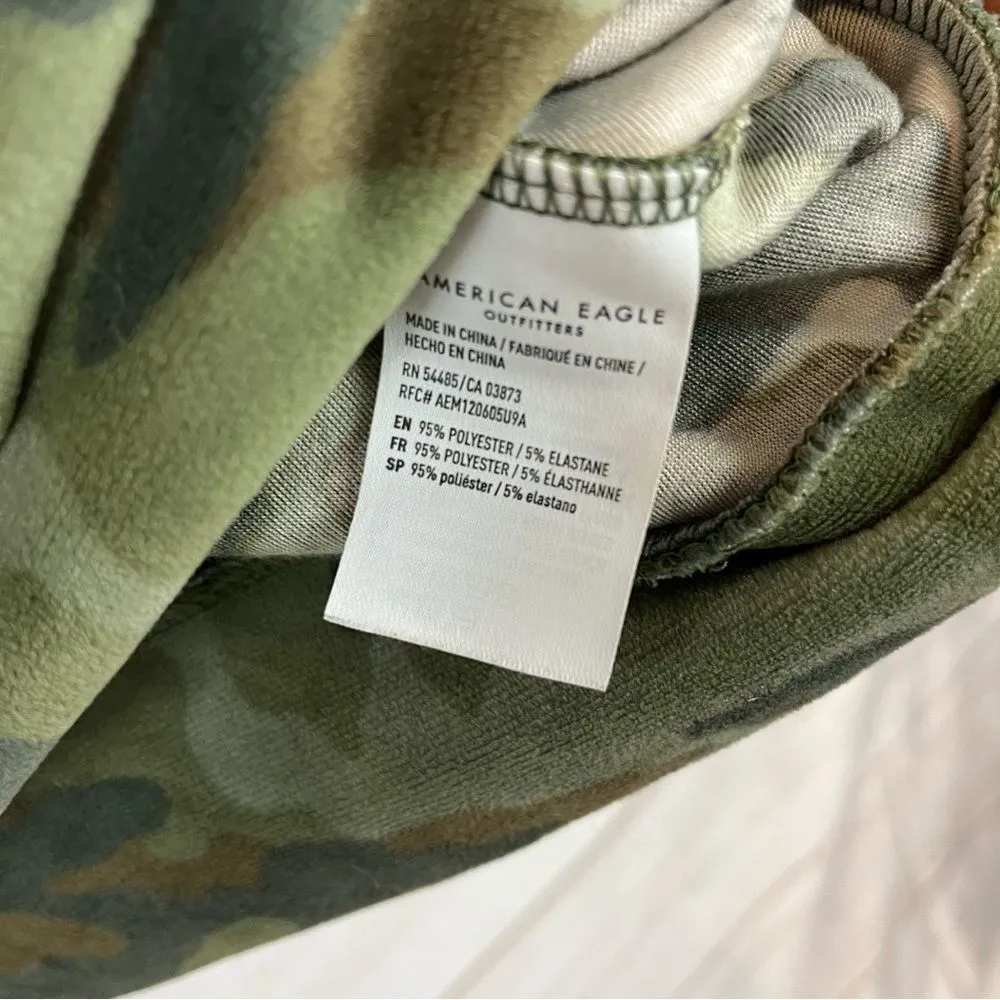 AMERICAN EAGLE
OUTFITTERS
MADE IN CHINA / FABRIQUÉ EN CHINE /
HECHO EN CHINA
RN 54485/CA 03873
RFC# AEM120605U9A
EN 95% POLYESTER / 5% ELASTANE
FR 95% POLYESTER / 5% ÉLASTHANNE
SP 95% poliéster / 5% elastano